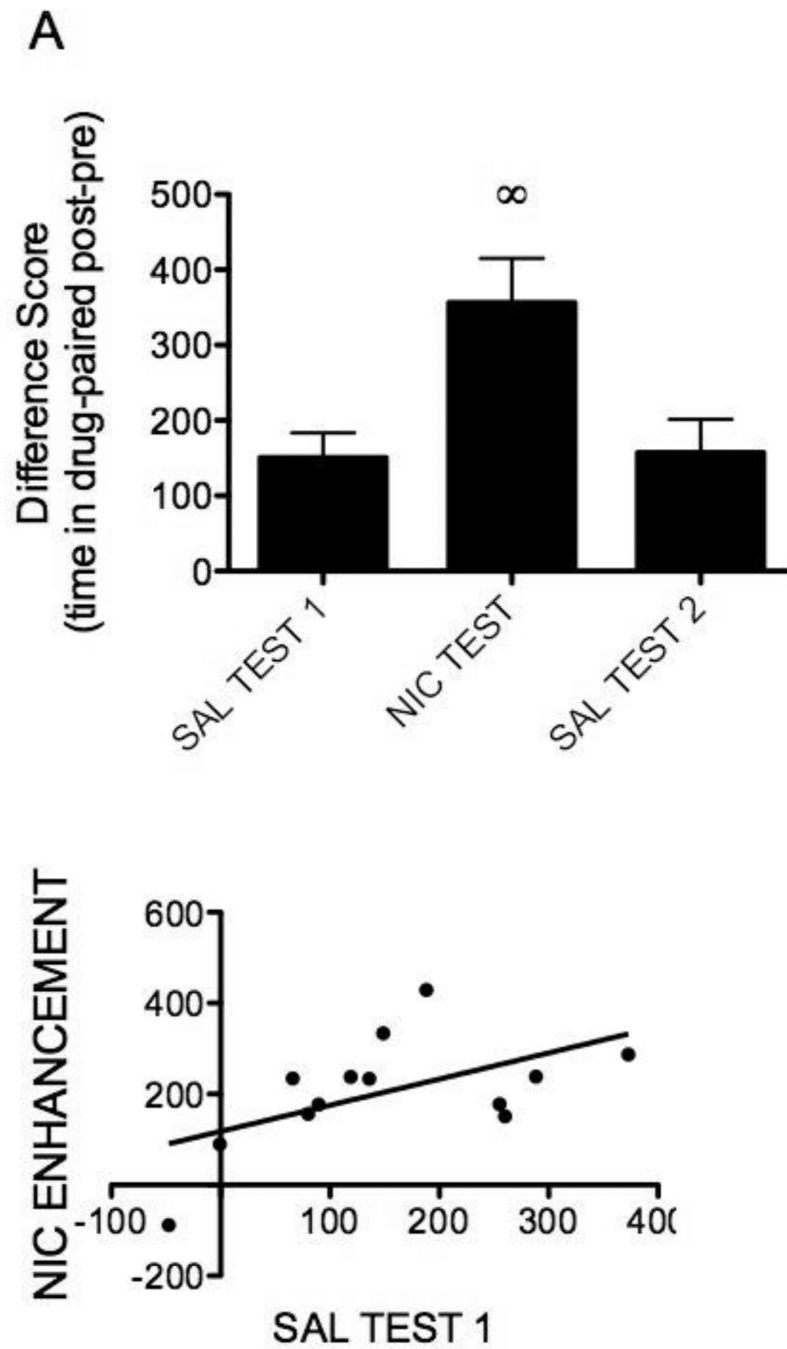 A
Difference Score
(time in drug-paired post-pre)
500
400
300
200
100
0
∞
SAL TEST 1
NIC TEST
SAL TEST 2
NIC ENHANCEMENT
600
400
200
-200
-100
100
200
300
400
SAL TEST 1